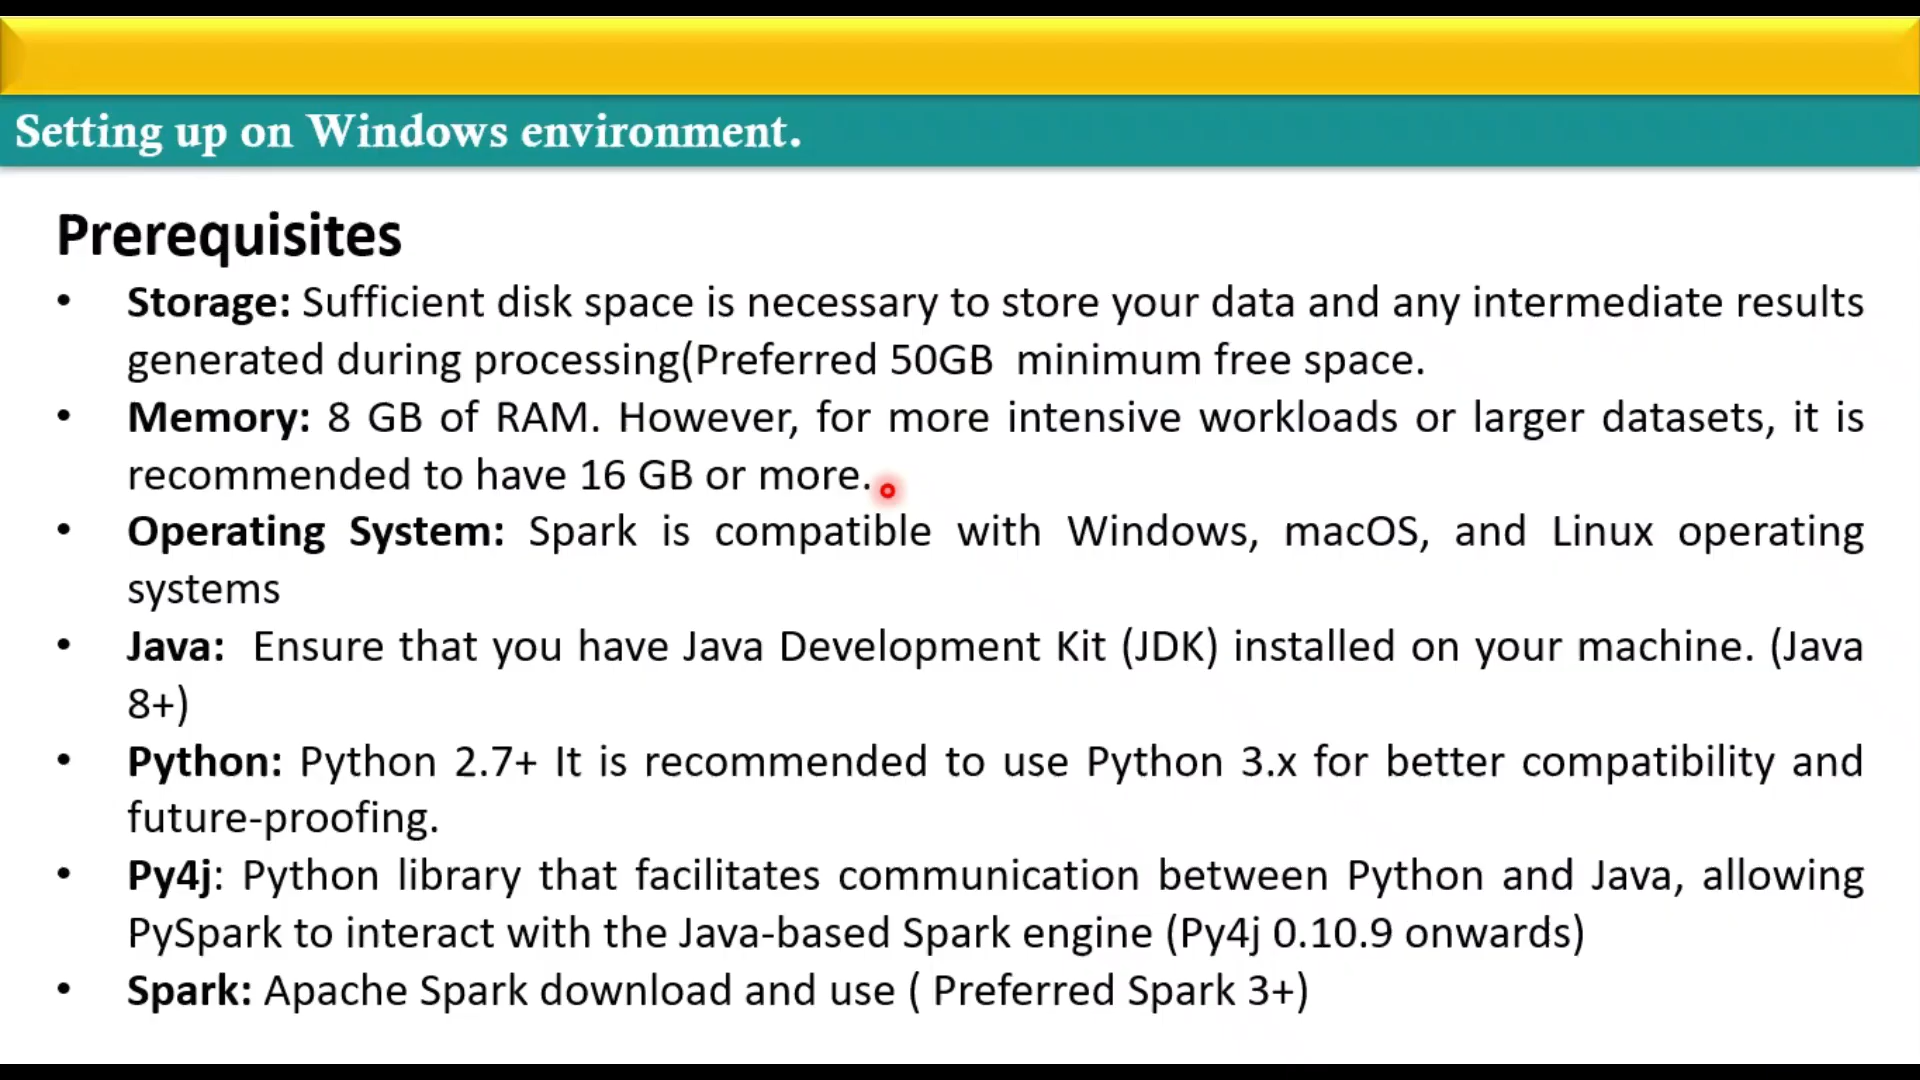 Setting up on Windows environment.
Prerequisites
• Storage: Sufficient disk space is necessary to store your data and any intermediate results
generated during processing(Preferred 50GB  minimum free space.
• Memory: 8 GB of RAM. However, for more intensive workloads or larger datasets, it is
recommended to have 16 GB or more.
• Operating System: Spark is compatible with Windows, macOS, and Linux operating
systems
• Java:  Ensure that you have Java Development Kit (JDK) installed on your machine. (Java
8+)
• Python: Python 2.7+ It is recommended to use Python 3.x for better compatibility and
future-proofing.
• Py4j: Python library that facilitates communication between Python and Java, allowing
PySpark to interact with the Java-based Spark engine (Py4j 0.10.9 onwards)
• Spark: Apache Spark download and use ( Preferred Spark 3+)